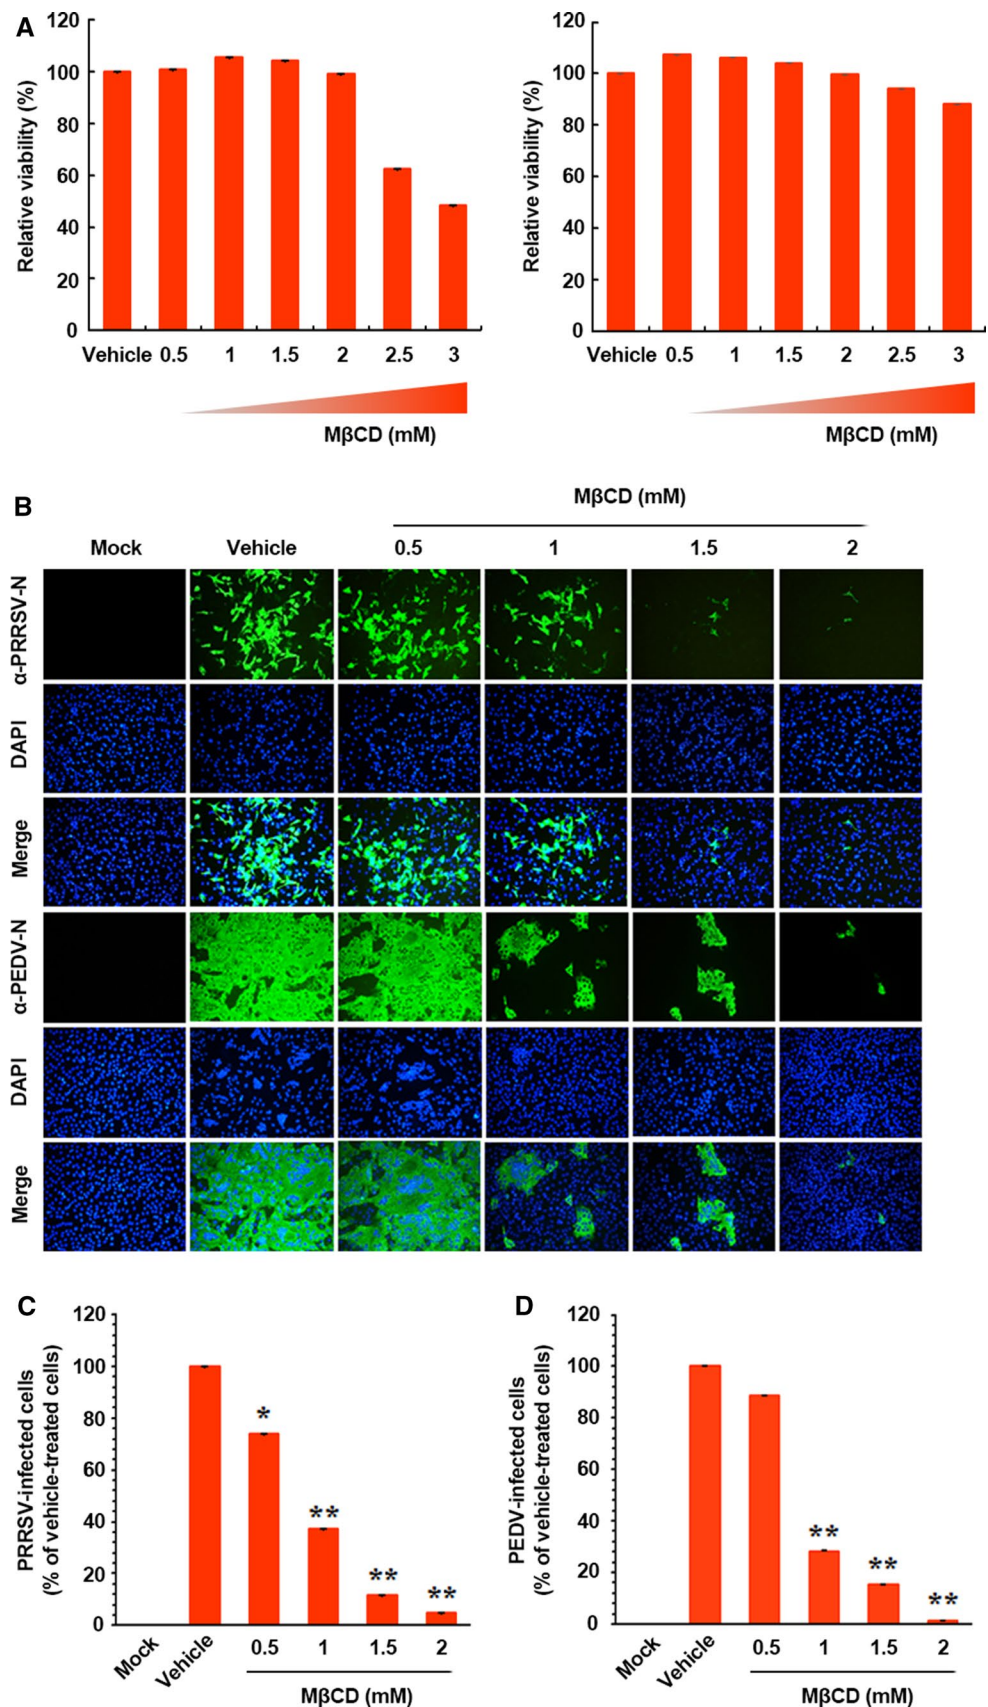 A
Relative viability (%)
120
100
80
60
40
20
0
Vehicle 0.5 1 1.5 2 2.5 3
MβCD (mM)
Relative viability (%)
120
100
80
60
40
20
0
Vehicle 0.5 1 1.5 2 2.5 3
MβCD (mM)
B
MβCD (mM)
Mock Vehicle 0.5 1 1.5 2
α-PRRSV-N
DAPI
Merge
α-PEDV-N
DAPI
Merge
C
PRRSV-infected cells
(% of vehicle-treated cells)
120
100
80
60
40
20
0
*
**
**
**
Mock Vehicle 0.5 1 1.5 2
MβCD (mM)
D
PEDV-infected cells
(% of vehicle-treated cells)
120
100
80
60
40
20
0
**
**
**
Mock Vehicle 0.5 1 1.5 2
MβCD (mM)